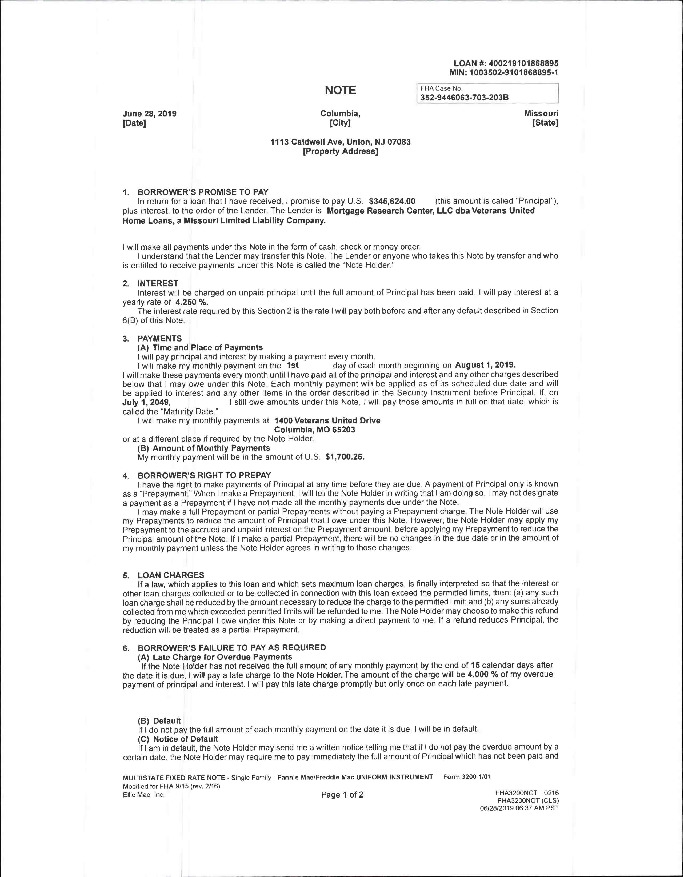 LOAN #: 400219101868895
MIN: 1003502-9101868895-1
NOTE
FHA Case No.
352-9446063-703-203B
June 28, 2019
[Date]
Columbia,
[City]
Missouri
[State]
1113 Caldwell Ave, Union, NJ 07083
[Property Address]
1. BORROWER'S PROMISE TO PAY
In return for a loan that I have received, I promise to pay U.S. $345,624.00 (this amount is called "Principal"),
plus interest, to the order of the Lender. The Lender is Mortgage Research Center, LLC dba Veterans United
Home Loans, a Missouri Limited Liability Company.
I will make all payments under this Note in the form of cash, check or money order.
I understand that the Lender may transfer this Note. The Lender or anyone who takes this Note by transfer and who
is entitled to receive payments under this Note is called the "Note Holder."
2. INTEREST
Interest will be charged on unpaid principal until the full amount of Principal has been paid. I will pay interest at a
yearly rate of 4.250 %.
The interest rate required by this Section 2 is the rate I will pay both before and after any default described in Section
6(B) of this Note.
3. PAYMENTS
(A) Time and Place of Payments
I will pay principal and interest by making a payment every month.
I will make my monthly payment on the 1st day of each month beginning on August 1, 2019.
I will make these payments every month until I have paid all of the principal and interest and any other charges described
below that I may owe under this Note. Each monthly payment will be applied as of its scheduled due date and will
be applied to interest and any other items in the order described in the Security Instrument before Principal. If, on
July 1, 2049, I still owe amounts under this Note, I will pay those amounts in full on that date, which is
called the "Maturity Date."
I will make my monthly payments at 1400 Veterans United Drive
Columbia, MO 65203
or at a different place if required by the Note Holder.
(B) Amount of Monthly Payments
My monthly payment will be in the amount of U.S. $1,700.26.
4. BORROWER'S RIGHT TO PREPAY
I have the right to make payments of Principal at any time before they are due. A payment of Principal only is known
as a "Prepayment." When I make a Prepayment, I will tell the Note Holder in writing that I am doing so. I may not designate
a payment as a Prepayment if I have not made all the monthly payments due under the Note.
I may make a full Prepayment or partial Prepayments without paying a Prepayment charge. The Note Holder will use
my Prepayments to reduce the amount of Principal that I owe under this Note. However, the Note Holder may apply my
Prepayment to the accrued and unpaid interest on the Prepayment amount, before applying my Prepayment to reduce the
Principal amount of the Note. If I make a partial Prepayment, there will be no changes in the due date or in the amount of
my monthly payment unless the Note Holder agrees in writing to those changes.
5. LOAN CHARGES
If a law, which applies to this loan and which sets maximum loan charges, is finally interpreted so that the interest or
other loan charges collected or to be collected in connection with this loan exceed the permitted limits, then: (a) any such
loan charge shall be reduced by the amount necessary to reduce the charge to the permitted limit and (b) any sums already
collected from me which exceeded permitted limits will be refunded to me. The Note Holder may choose to make this refund
by reducing the Principal I owe under this Note or by making a direct payment to me. If a refund reduces Principal, the
reduction will be treated as a partial Prepayment.
6. BORROWER'S FAILURE TO PAY AS REQUIRED
(A) Late Charge for Overdue Payments
If the Note Holder has not received the full amount of any monthly payment by the end of 15 calendar days after
the date it is due, I will pay a late charge to the Note Holder. The amount of the charge will be 4.000 % of my overdue
payment of principal and interest. I will pay this late charge promptly but only once on each late payment.
(B) Default
If I do not pay the full amount of each monthly payment on the date it is due, I will be in default.
(C) Notice of Default
If I am in default, the Note Holder may send me a written notice telling me that if I do not pay the overdue amount by a
certain date, the Note Holder may require me to pay immediately the full amount of Principal which has not been paid and
MULTISTATE FIXED RATE NOTE - Single Family - Fannie Mae/Freddie Mac UNIFORM INSTRUMENT Form 3200 1/01
Modified for FHA 9/15 (rev. 2/16)
Ellie Mae, Inc.
Page 1 of 2
FHA3200NOT 0216
FHA3200NOT (CLS)
06/28/2019 06:37 AM PST